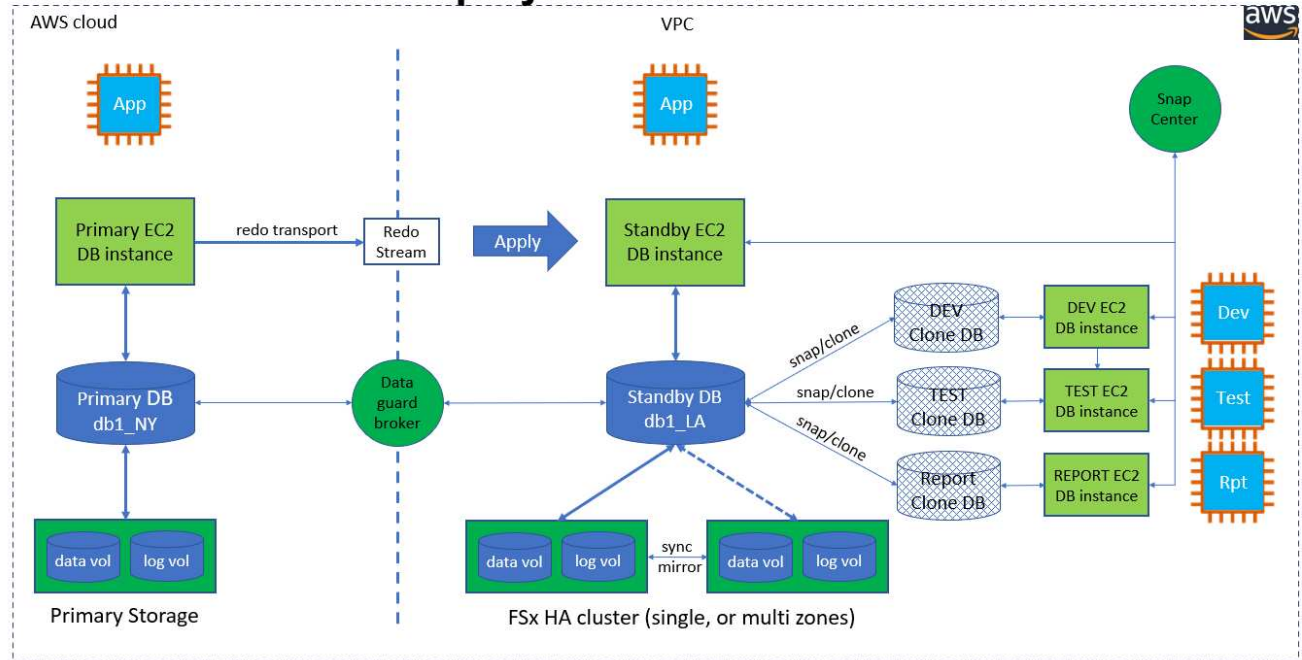 AWS cloud
VPC
aws
App
App
Snap
Center
Primary EC2
DB instance
redo transport
Redo
Stream
Apply
Standby EC2
DB instance
DEV
Clone DB
DEV EC2
DB instance
Dev
snap/clone
Primary DB
db1_NY
Data
guard
broker
Standby DB
db1_LA
snap/clone
TEST
Clone DB
TEST EC2
DB instance
Test
snap/clone
Report
Clone DB
REPORT EC2
DB instance
Rpt
data vol
log vol
data vol
log vol
sync
mirror
data vol
log vol
Primary Storage
FSx HA cluster (single, or multi zones)